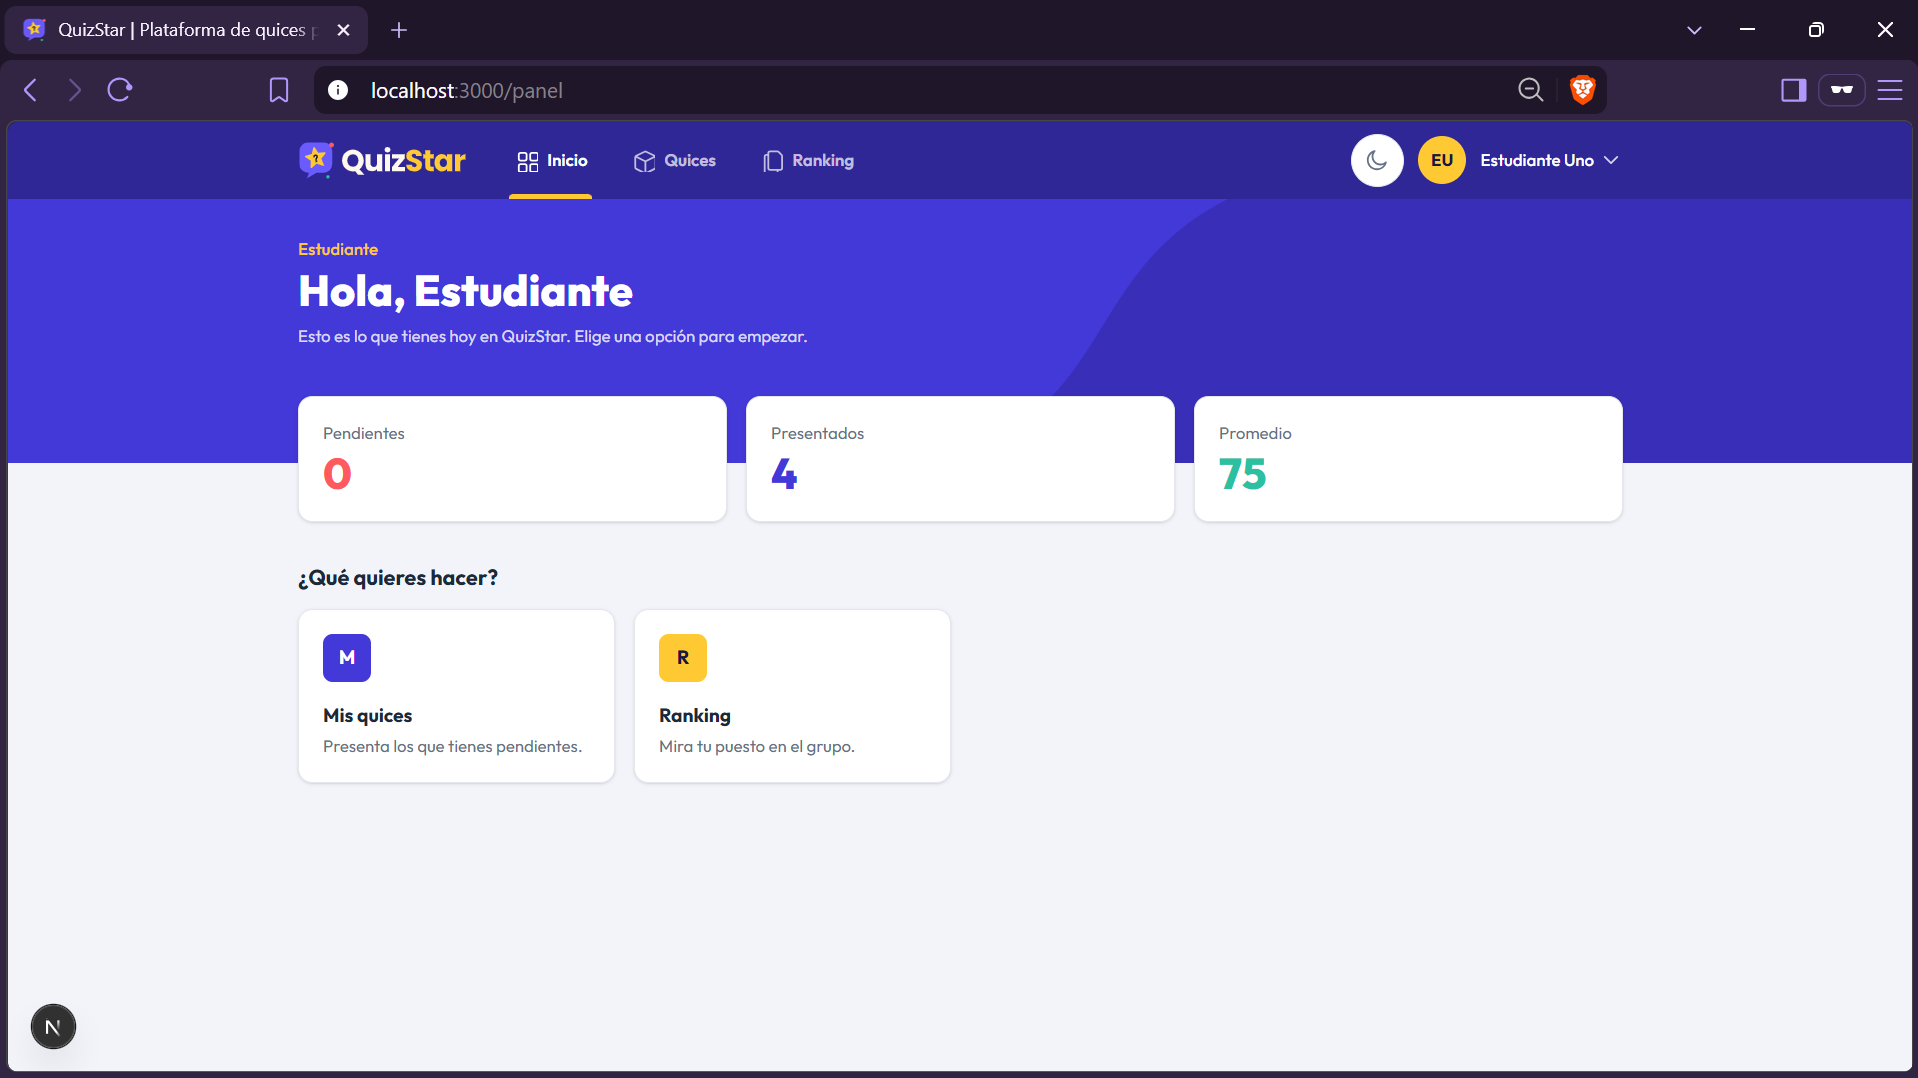 QuizStar | Plataforma de quices
localhost:3000/panel
QuizStar
Inicio
Quices
Ranking
EU
Estudiante Uno
Estudiante
Hola, Estudiante
Esto es lo que tienes hoy en QuizStar. Elige una opción para empezar.
Pendientes
0
Presentados
4
Promedio
75
¿Qué quieres hacer?
M
Mis quices
Presenta los que tienes pendientes.
R
Ranking
Mira tu puesto en el grupo.
N